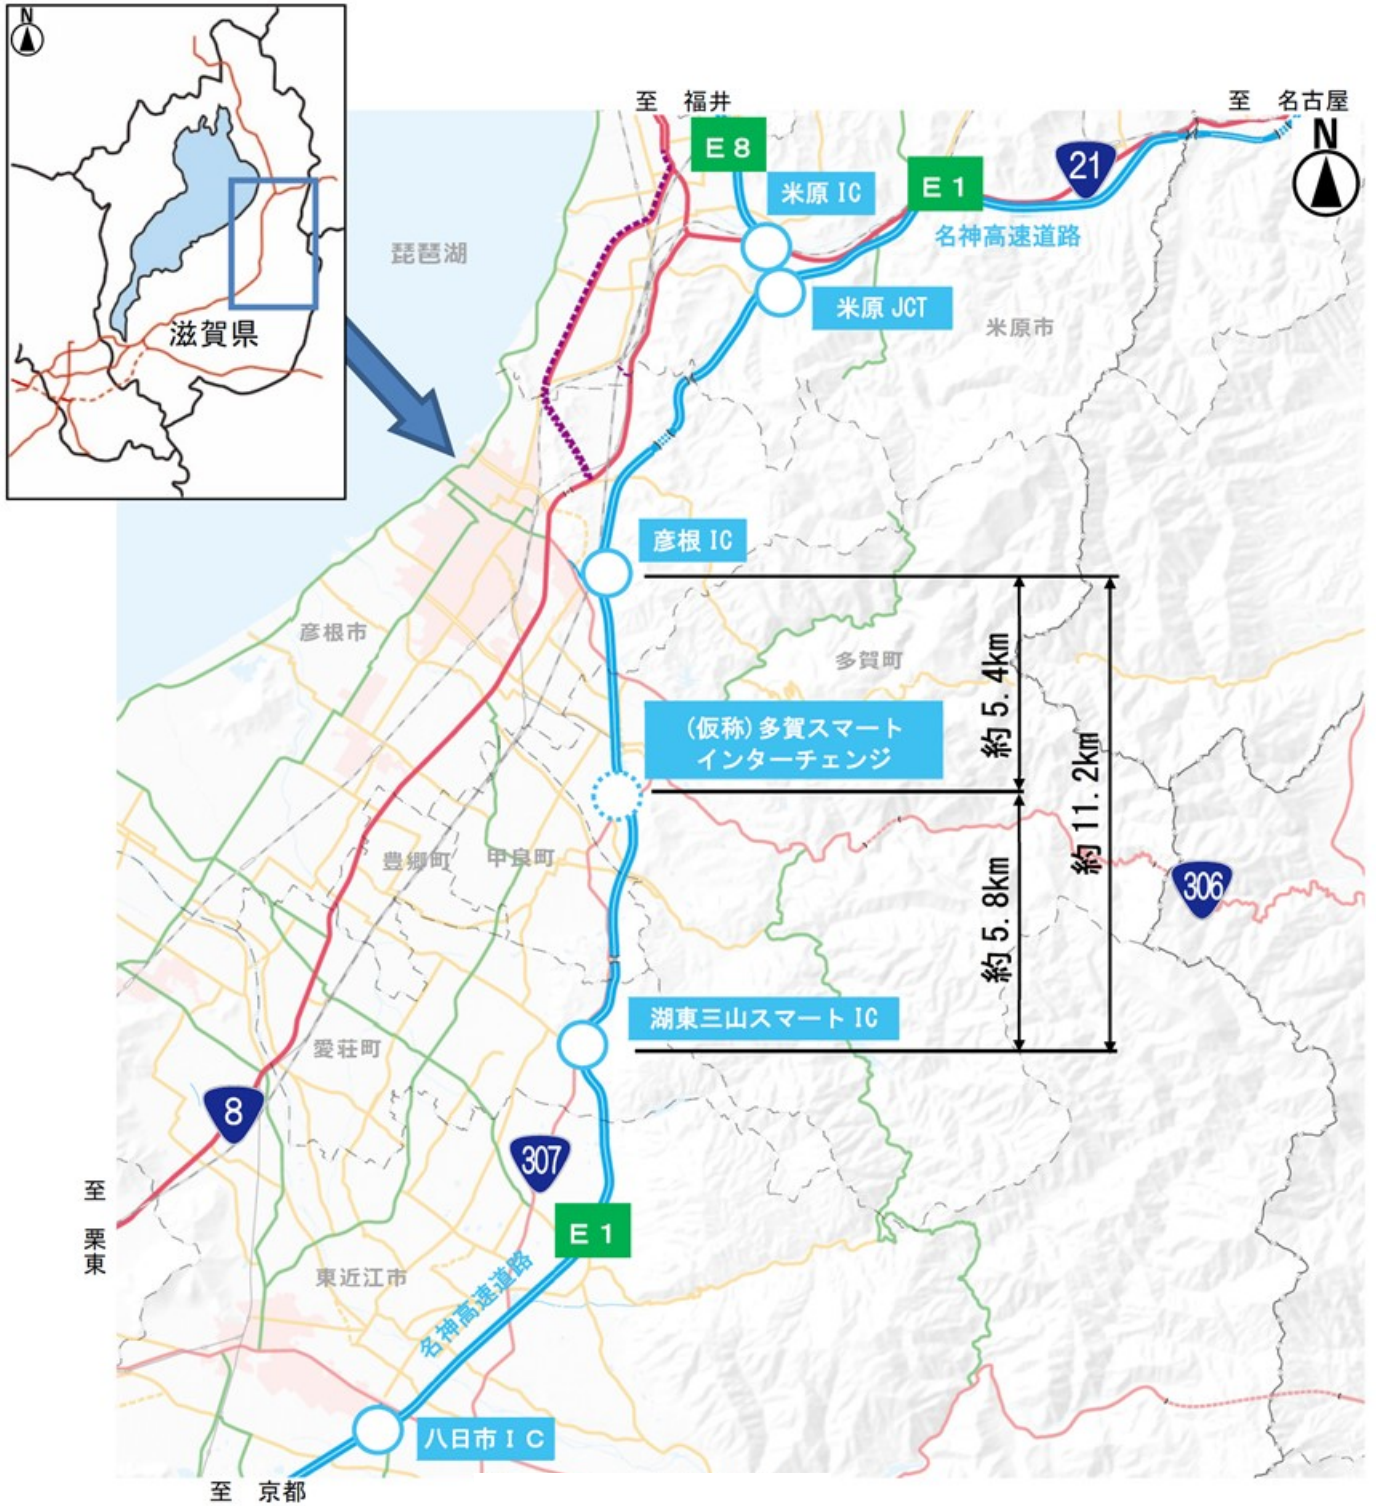 N
滋賀県
至 福井
至 名古屋
N
E8
米原 IC
E1
21
名神高速道路
琵琶湖
米原 JCT
米原市
彦根 IC
彦根市
多賀町
約 5.4km
(仮称)多賀スマート
インターチェンジ
約 11.2km
豊郷町
甲良町
306
約 5.8km
湖東三山スマート IC
愛荘町
8
307
至 栗東
E1
東近江市
名神高速道路
八日市IC
至 京都